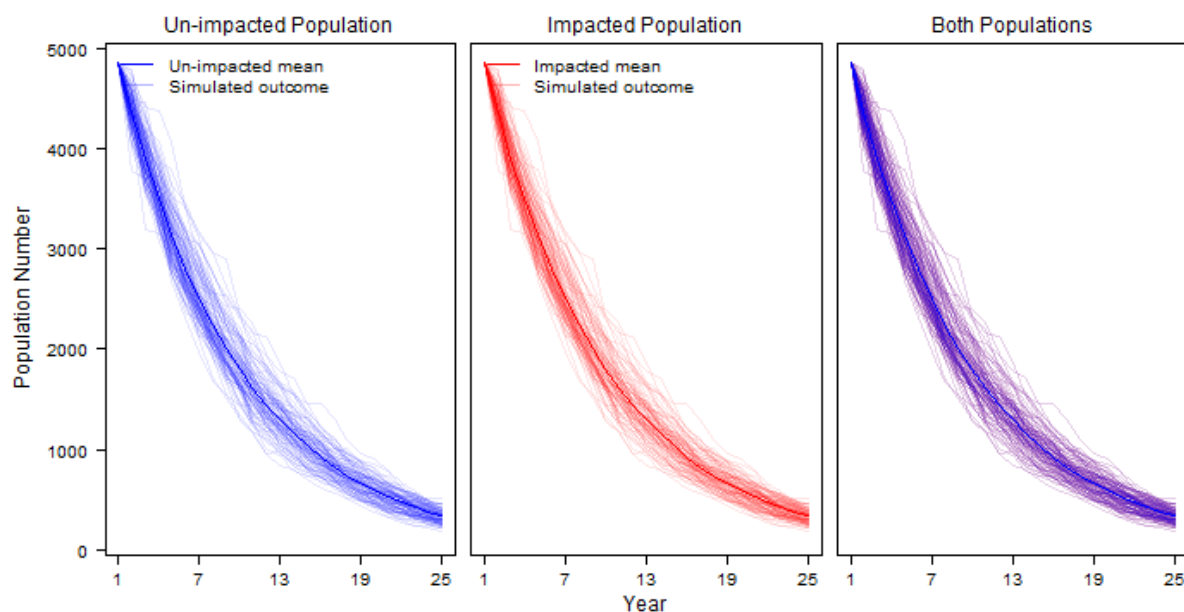 Un-impacted Population
Impacted Population
Both Populations
Population Number
5000
4000
3000
2000
1000
0
Un-impacted mean
Simulated outcome
Impacted mean
Simulated outcome
1 7 13 19 25
1 7 13 19 25
1 7 13 19 25
Year